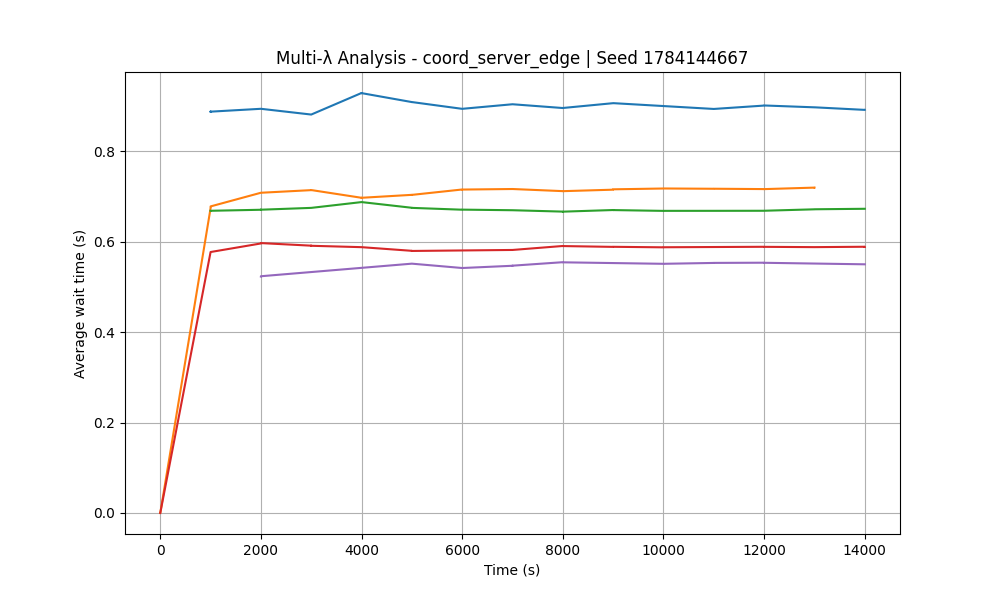 Multi-λ Analysis - coord_server_edge | Seed 1784144667
Average wait time (s)
0.8
0.6
0.4
0.2
0.0
0 2000 4000 6000 8000 10000 12000 14000
Time (s)